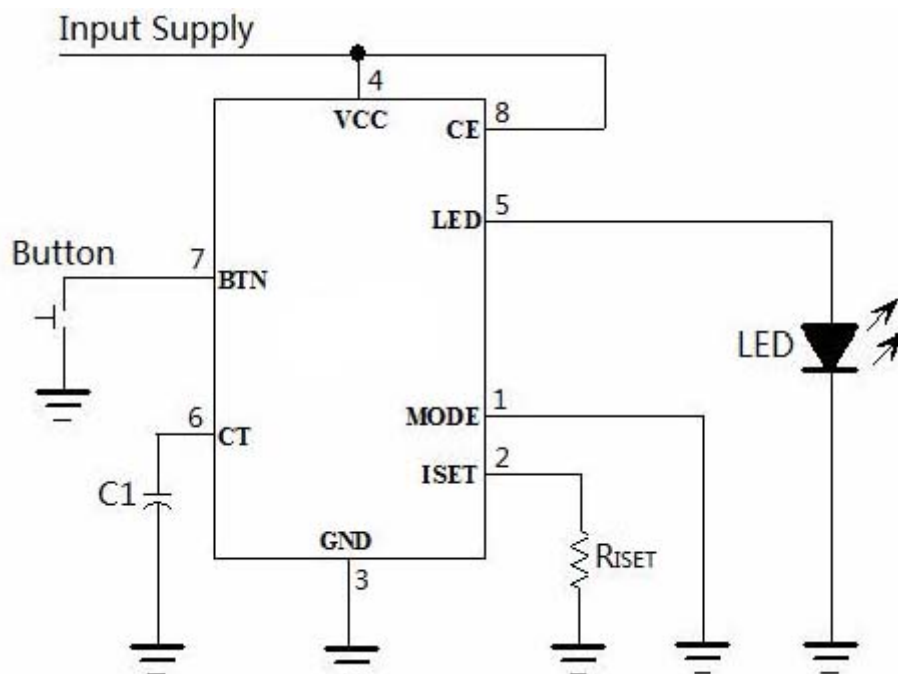 Input Supply
4
VCC
8
CE
5
LED
Button
7
BTN
LED
1
MODE
6
CT
2
ISET
C1
GND
RISET
3